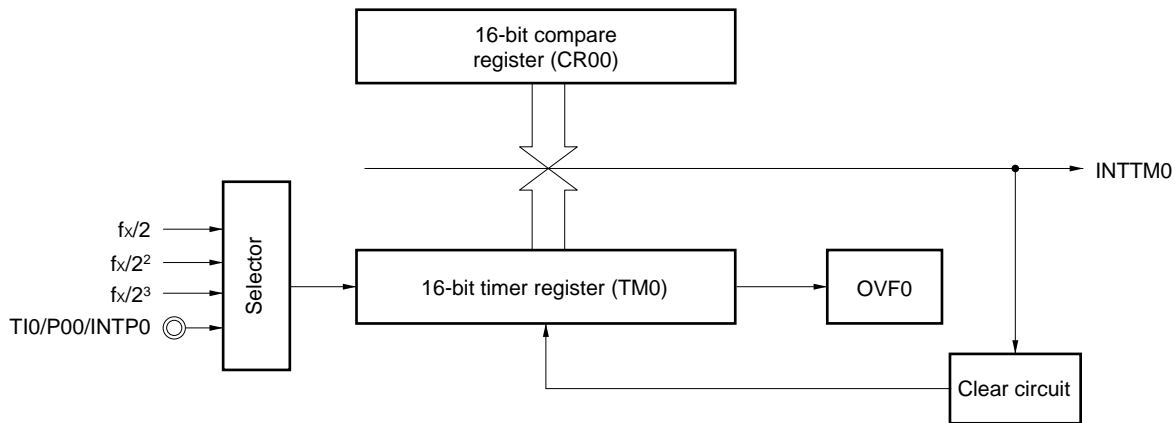 16-bit compare
register (CR00)
INTTM0
fx/2
fx/2²
fx/2³
TI0/P00/INTP0
Selector
16-bit timer register (TM0)
OVF0
Clear circuit